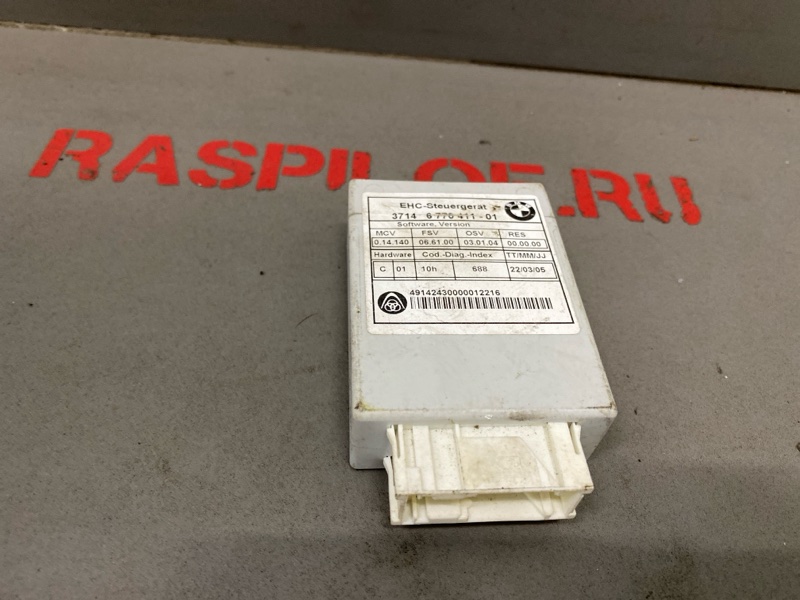 RASPILOF.RU
EHC-Steuergerät
3714 6 770 411 - 01
Software, Version
MCV FSV OSV RES
0.14.140 06.61.00 03.01.04 00.00.00
Hardware Cod.-Diag.-Index TT/MM/JJ
C 01 10h 688 22/03/05
49142430000012216